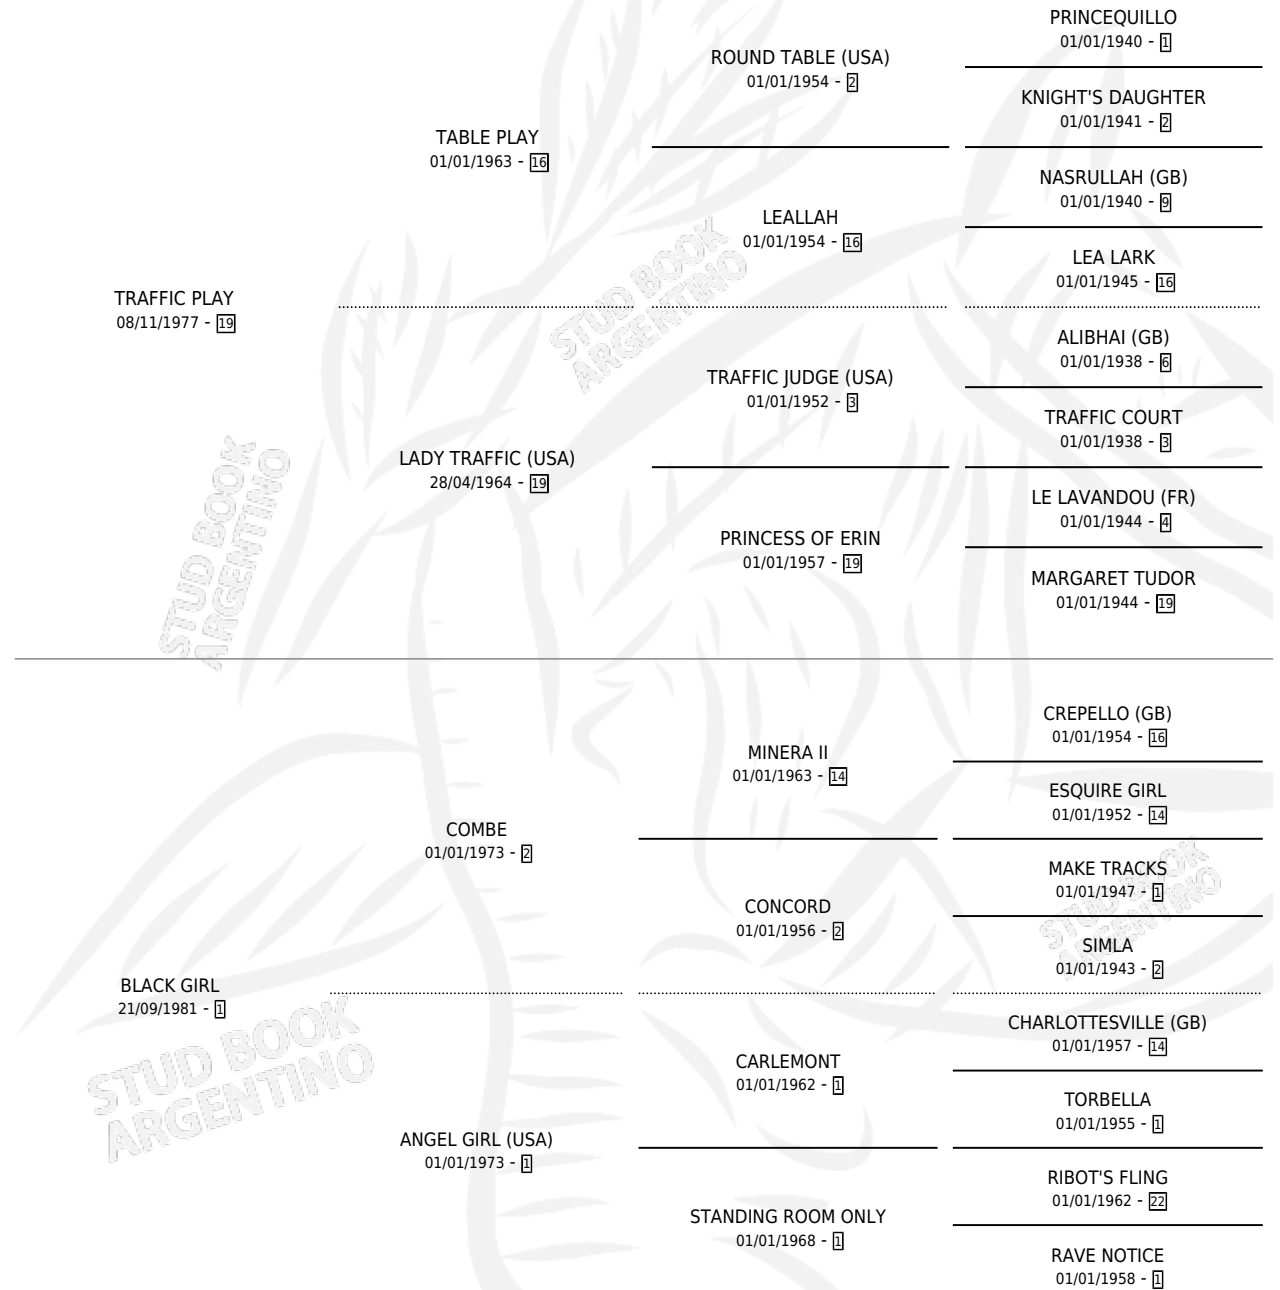 PRINCEQUILLO
01/01/1940 - 1
ROUND TABLE (USA)
01/01/1954 - 2
KNIGHT'S DAUGHTER
01/01/1941 - 2
TABLE PLAY
01/01/1963 - 16
NASRULLAH (GB)
01/01/1940 - 9
LEALLAH
01/01/1954 - 16
LEA LARK
01/01/1945 - 16
TRAFFIC PLAY
08/11/1977 - 19
ALIBHAI (GB)
01/01/1938 - 6
TRAFFIC JUDGE (USA)
01/01/1952 - 3
TRAFFIC COURT
01/01/1938 - 3
LADY TRAFFIC (USA)
28/04/1964 - 19
LE LAVANDOU (FR)
01/01/1944 - 4
PRINCESS OF ERIN
01/01/1957 - 19
MARGARET TUDOR
01/01/1944 - 19
CREPELLO (GB)
01/01/1954 - 16
MINERA II
01/01/1963 - 14
ESQUIRE GIRL
01/01/1952 - 14
COMBE
01/01/1973 - 2
MAKE TRACKS
01/01/1947 - 1
CONCORD
01/01/1956 - 2
SIMLA
01/01/1943 - 2
BLACK GIRL
21/09/1981 - 1
CHARLOTTESVILLE (GB)
01/01/1957 - 14
CARLEMONT
01/01/1962 - 1
TORBELLA
01/01/1955 - 1
ANGEL GIRL (USA)
01/01/1973 - 1
RIBOT'S FLING
01/01/1962 - 22
STANDING ROOM ONLY
01/01/1968 - 1
RAVE NOTICE
01/01/1958 - 1
STUD BOOK
ARGENTINO
STUD BOOK
ARGENTINO
STUD BOOK
ARGENTINO
STUD BOOK
ARGENTINO